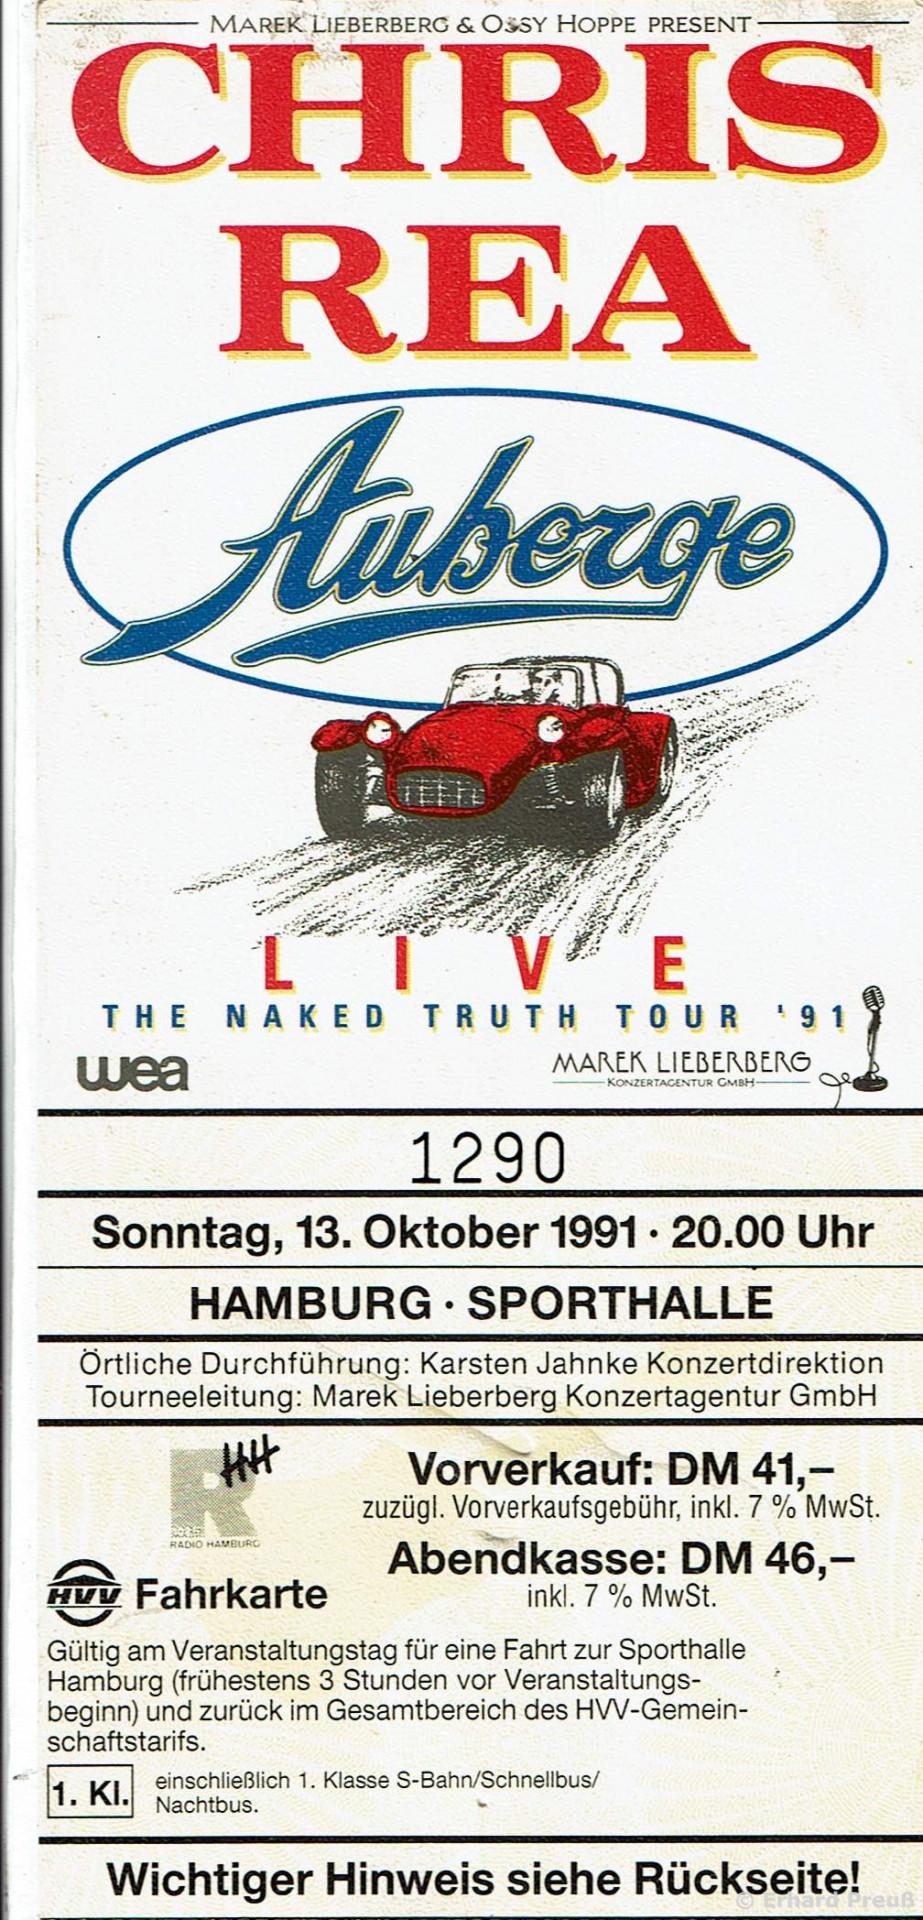 MAREK LIEBERBERG & OSSY HOPPE PRESENT
CHRIS
REA
Auberge
LIVE
THE NAKED TRUTH TOUR '91
wea
MAREK LIEBERBERG
KONZERTAGENTUR GMBH
1290
Sonntag, 13. Oktober 1991 · 20.00 Uhr
HAMBURG · SPORTHALLE
Örtliche Durchführung: Karsten Jahnke Konzertdirektion
Tourneeleitung: Marek Lieberberg Konzertagentur GmbH
HH
R
RADIO HAMBURG
Vorverkauf: DM 41,–
zuzügl. Vorverkaufsgebühr, inkl. 7 % MwSt.
Abendkasse: DM 46,–
inkl. 7 % MwSt.
HVV Fahrkarte
Gültig am Veranstaltungstag für eine Fahrt zur Sporthalle
Hamburg (frühestens 3 Stunden vor Veranstaltungs-
beginn) und zurück im Gesamtbereich des HVV-Gemein-
schaftstarifs.
1. Kl.
einschließlich 1. Klasse S-Bahn/Schnellbus/
Nachtbus.
Wichtiger Hinweis siehe Rückseite!
© Erhard Preuß